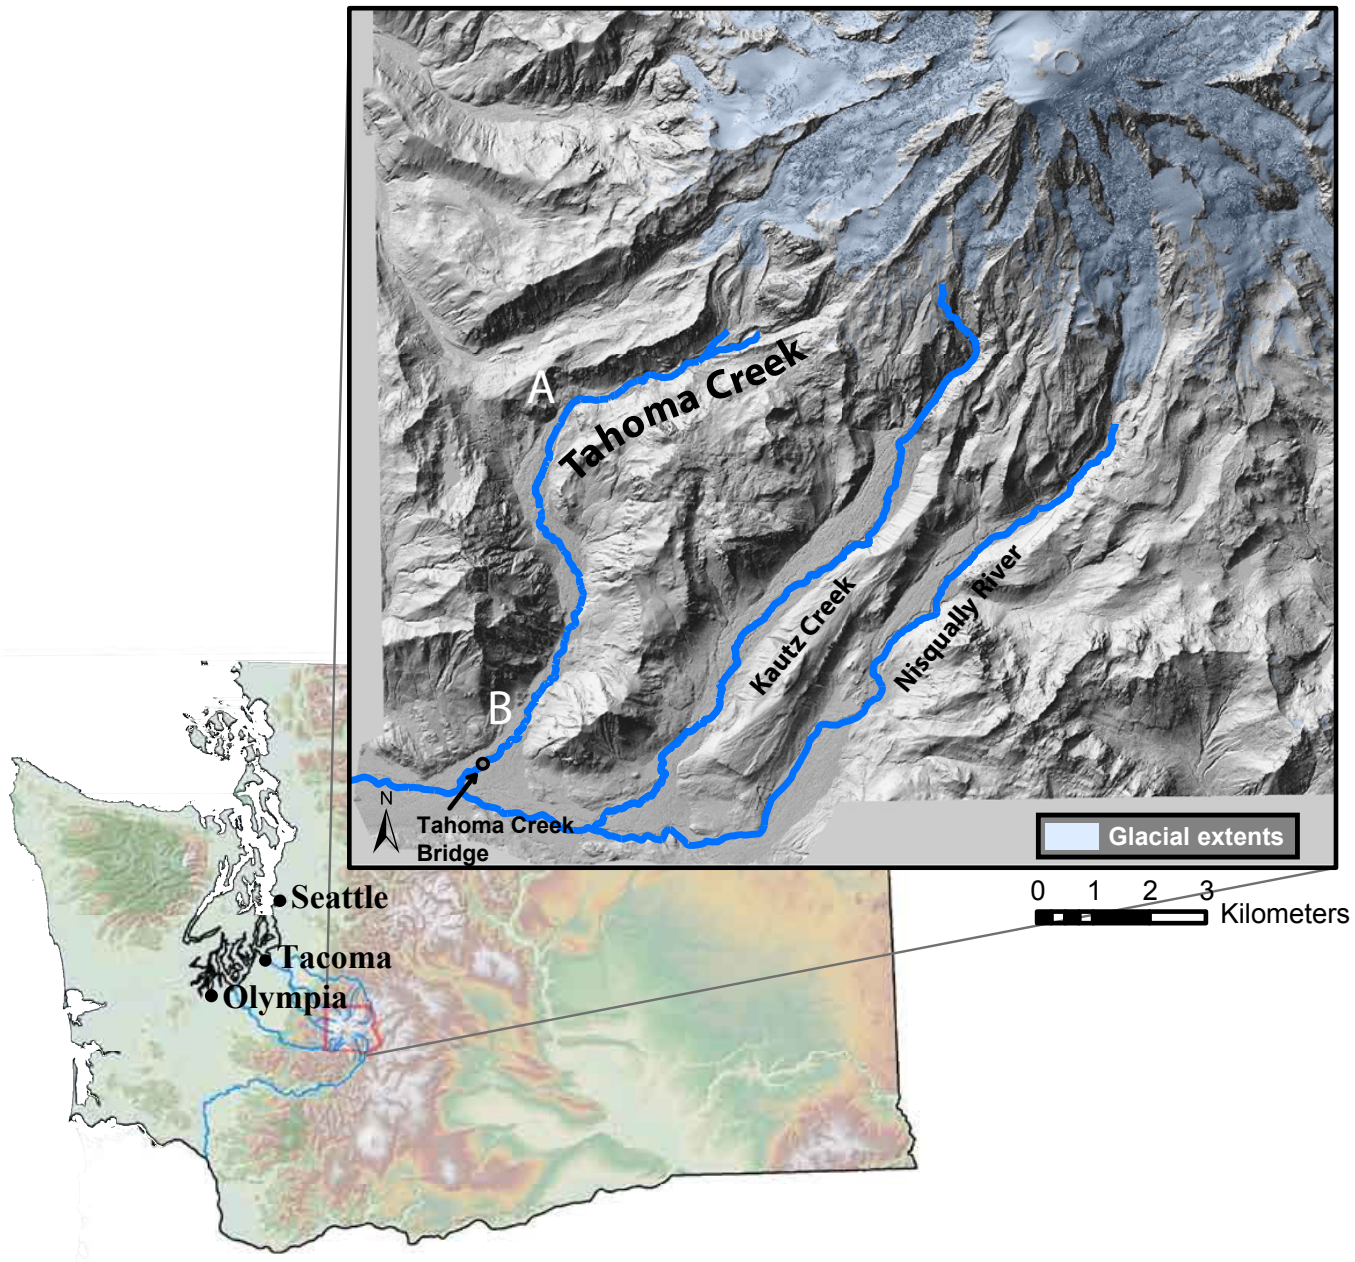 A
Tahoma Creek
Kautz Creek
Nisqually River
B
N
Tahoma Creek
Bridge
Glacial extents
0 1 2 3
Kilometers
Seattle
Tacoma
Olympia